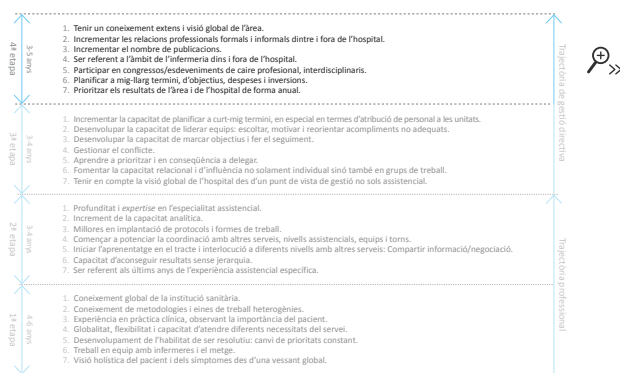 4ª etapa
3-5 anys
1. Tenir un coneixement extens i visió global de l'àrea.
2. Incrementar les relacions professionals formals i informals dintre i fora de l'hospital.
3. Incrementar el nombre de publicacions.
4. Ser referent a l'àmbit de l'infermeria dins i fora de l'hospital.
5. Participar en congressos/esdeveniments de caire professional, interdisciplinaris.
6. Planificar a mig-llarg termini, d'objectius, despeses i inversions.
7. Prioritzar els resultats de l'àrea i de l'hospital de forma anual.
Trajectòria de gestió directiva
3ª etapa
3-4 anys
1. Incrementar la capacitat de planificar a curt-mig termini, en especial en termes d'atribució de personal a les unitats.
2. Desenvolupar la capacitat de liderar equips: escoltar, motivar i reorientar acompliments no adequats.
3. Desenvolupar la capacitat de marcar objectius i fer el seguiment.
4. Gestionar el conflicte.
5. Aprendre a prioritzar i en conseqüència a delegar.
6. Fomentar la capacitat relacional i d'influència no solament individual sinó també en grups de treball.
7. Tenir en compte la visió global de l'hospital des d'un punt de vista de gestió no sols assistencial.
2ª etapa
3-4 anys
1. Profunditat i expertise en l'especialitat assistencial.
2. Increment de la capacitat analítica.
3. Millores en implantació de protocols i formes de treball.
4. Començar a potenciar la coordinació amb altres serveis, nivells assistencials, equips i torns.
5. Iniciar l'aprenentatge en el tracte i interlocució a diferents nivells amb altres serveis: Compartir informació/negociació.
6. Capacitat d'aconseguir resultats sense jerarquia.
7. Ser referent als últims anys de l'experiència assistencial específica.
Trajectòria professional
1ª etapa
4-6 anys
1. Coneixement global de la institució sanitària.
2. Coneixement de metodologies i eines de treball heterogènies.
3. Experiència en pràctica clínica, observant la importància del pacient.
4. Globalitat, flexibilitat i capacitat d'atendre diferents necessitats del servei.
5. Desenvolupament de l'habilitat de ser resolutiu: canvi de prioritats constant.
6. Treball en equip amb infermeres i el metge.
7. Visió holística del pacient i dels símptomes des d'una vessant global.